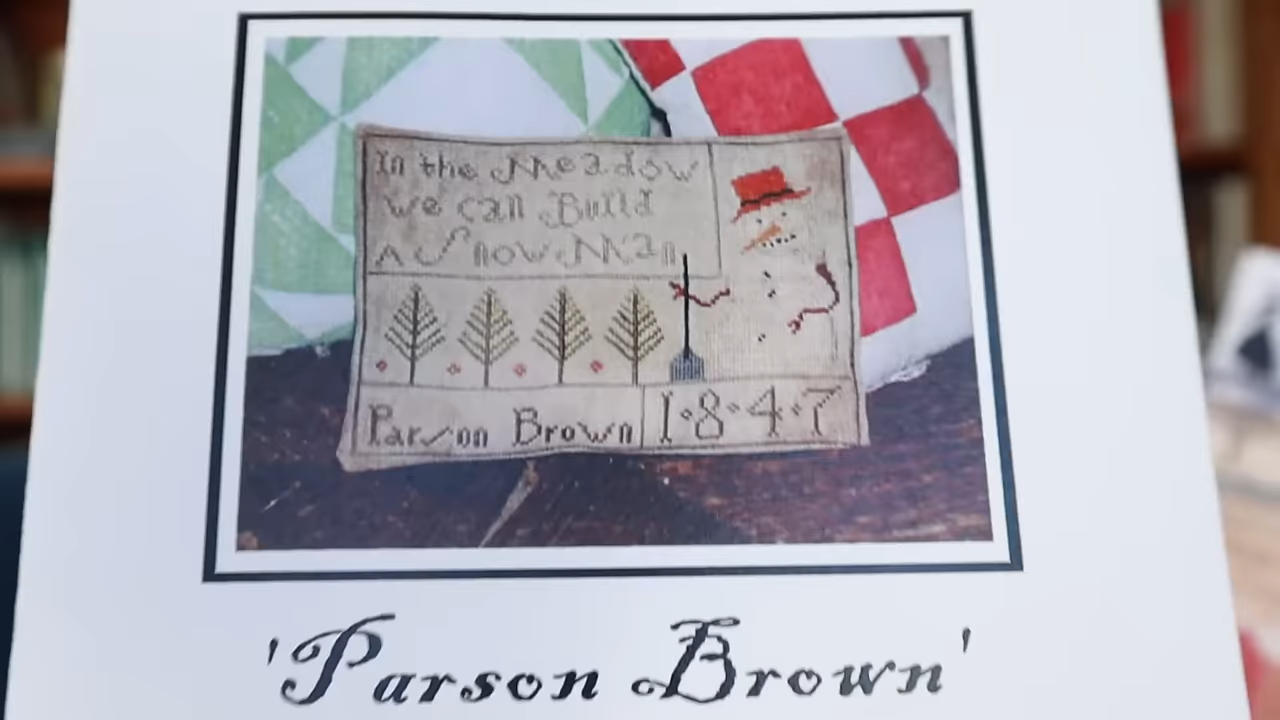 In the Meadow
we can Build
A Snow Man
Parson Brown
1·8·4·7
'Parson Brown'